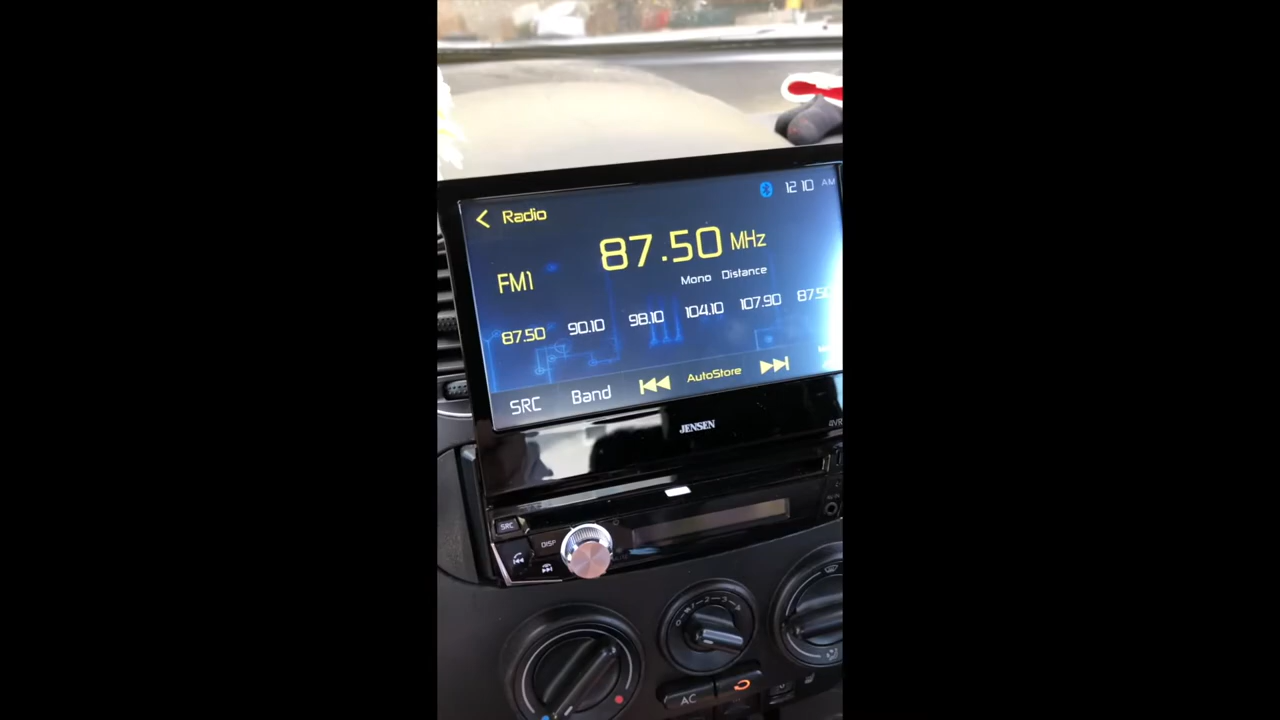 12 10 AM
Radio
87.50 MHz
FM1
Mono Distance
87.50 90.10 98.10 104.10 107.90 87.50
SRC Band AutoStore
JENSEN
SRC
DISP
AC